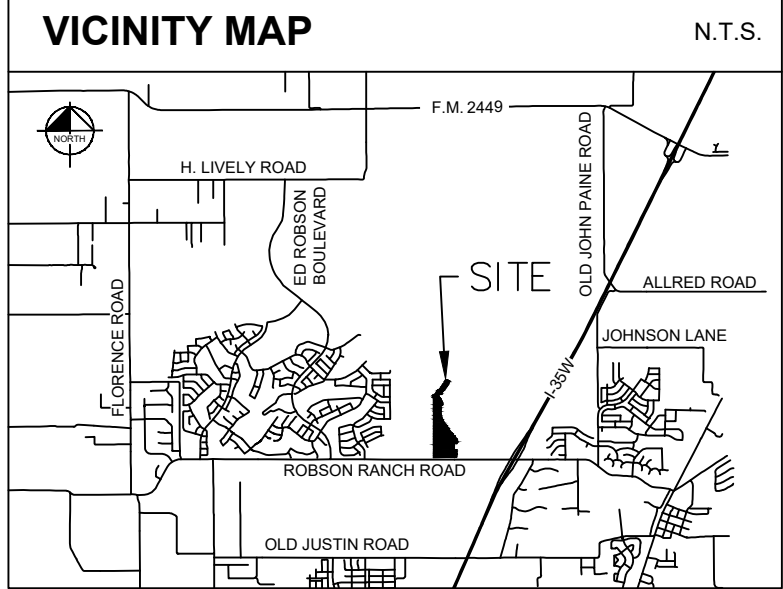 VICINITY MAP
N.T.S.
F.M. 2449
NORTH
H. LIVELY ROAD
ED ROBSON
BOULEVARD
OLD JOHN PAINE ROAD
SITE
ALLRED ROAD
FLORENCE ROAD
JOHNSON LANE
I-35W
ROBSON RANCH ROAD
OLD JUSTIN ROAD